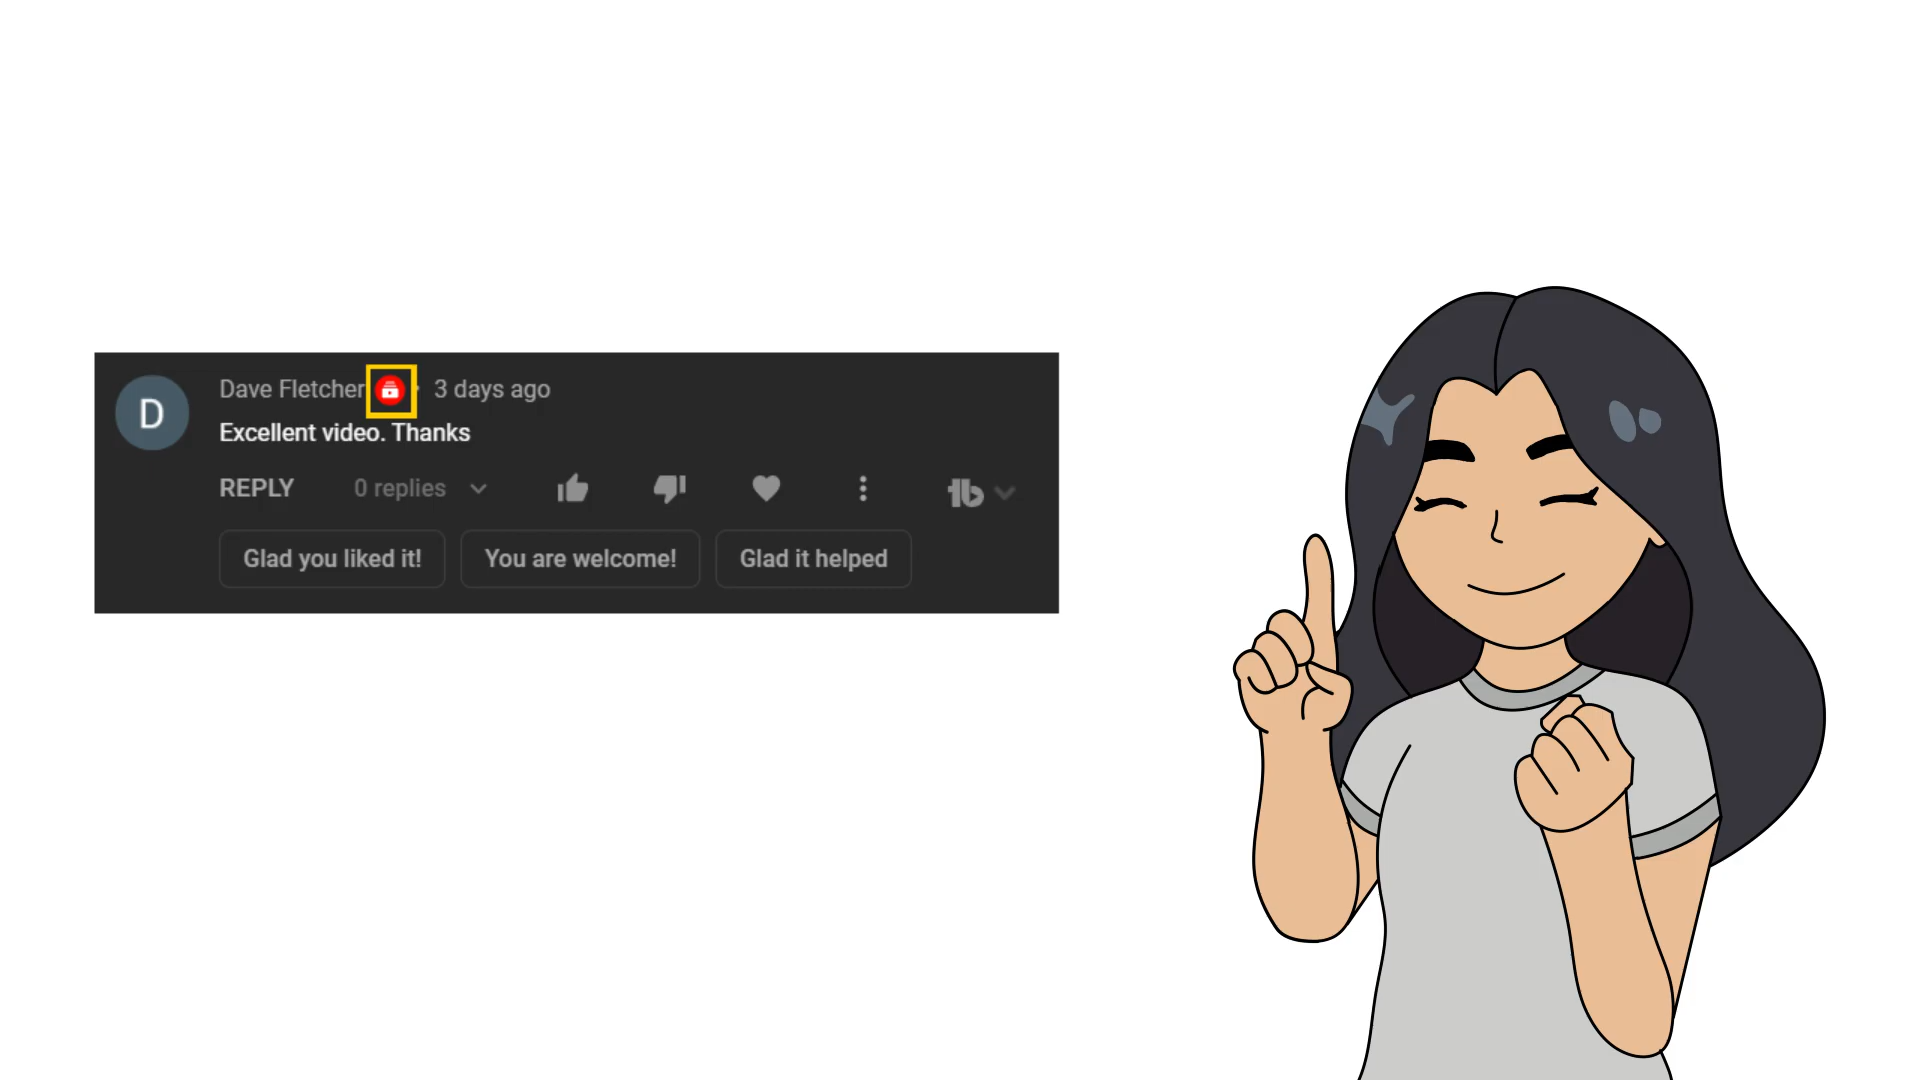 D
Dave Fletcher • 3 days ago
Excellent video. Thanks
REPLY 0 replies tb
Glad you liked it! You are welcome! Glad it helped